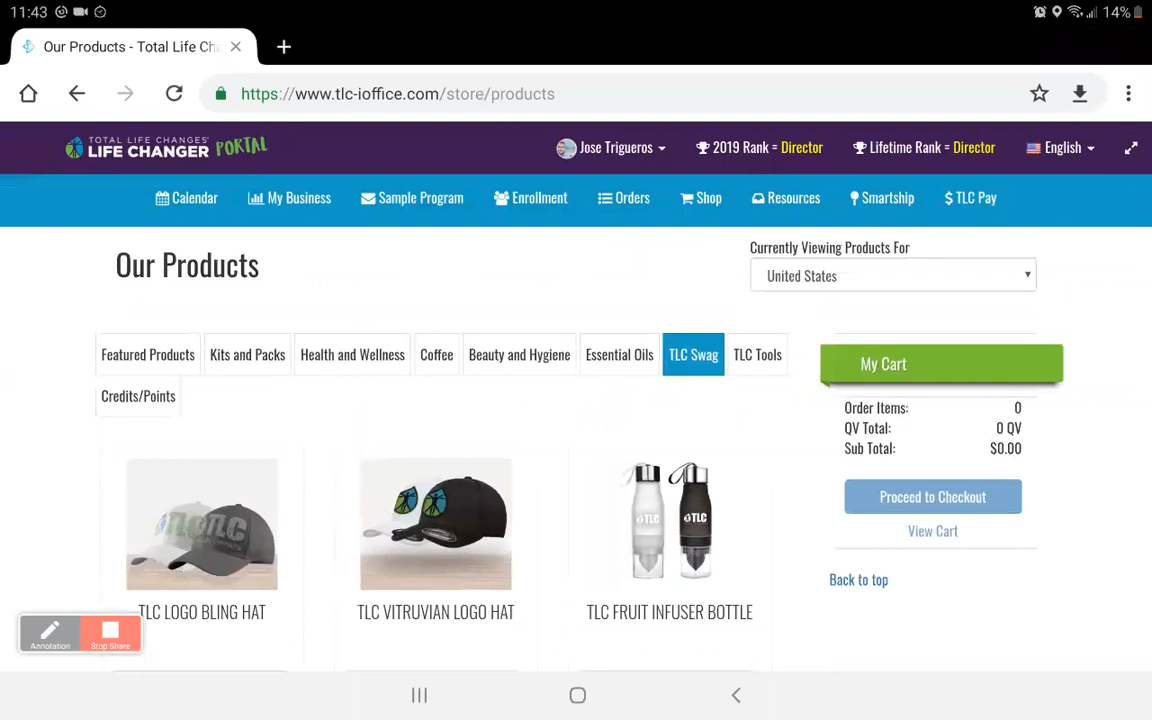 11:43
14%
Our Products - Total Life Ch
https://www.tlc-ioffice.com/store/products
TOTAL LIFE CHANGES'
LIFE CHANGER PORTAL
Jose Trigueros
2019 Rank = Director
Lifetime Rank = Director
English
Calendar
My Business
Sample Program
Enrollment
Orders
Shop
Resources
Smartship
$ TLC Pay
Our Products
Currently Viewing Products For
United States
Featured Products
Kits and Packs
Health and Wellness
Coffee
Beauty and Hygiene
Essential Oils
TLC Swag
TLC Tools
Credits/Points
My Cart
Order Items: 0
QV Total: 0 QV
Sub Total: $0.00
Proceed to Checkout
View Cart
Back to top
TLC
TLC
TLC
TLC LOGO BLING HAT
TLC VITRUVIAN LOGO HAT
TLC FRUIT INFUSER BOTTLE
Annotation
Stop Share